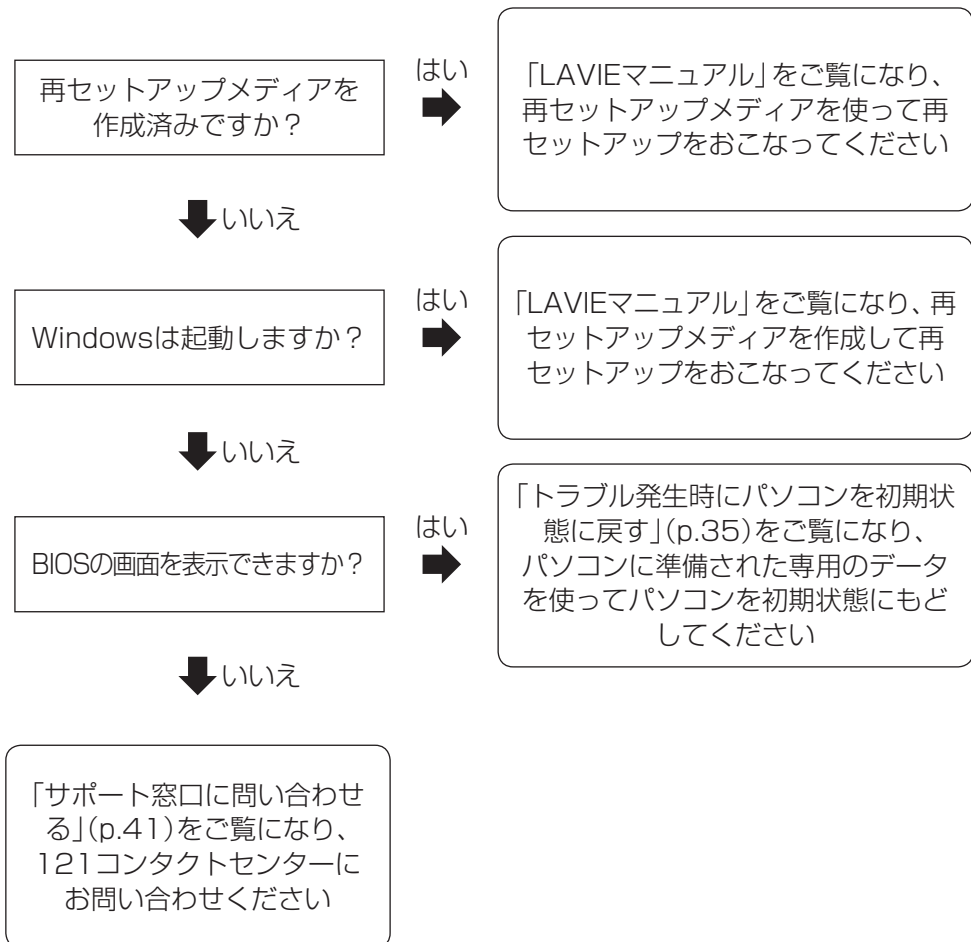 再セットアップメディアを
作成済みですか？
はい
「LAVIEマニュアル」をご覧になり、
再セットアップメディアを使って再
セットアップをおこなってください
いいえ
Windowsは起動しますか？
はい
「LAVIEマニュアル」をご覧になり、再
セットアップメディアを作成して再
セットアップをおこなってください
いいえ
BIOSの画面を表示できますか？
はい
「トラブル発生時にパソコンを初期状
態に戻す」(p.35)をご覧になり、
パソコンに準備された専用のデータ
を使ってパソコンを初期状態にもど
してください
いいえ
「サポート窓口に問い合わせ
る」(p.41)をご覧になり、
121コンタクトセンターに
お問い合わせください